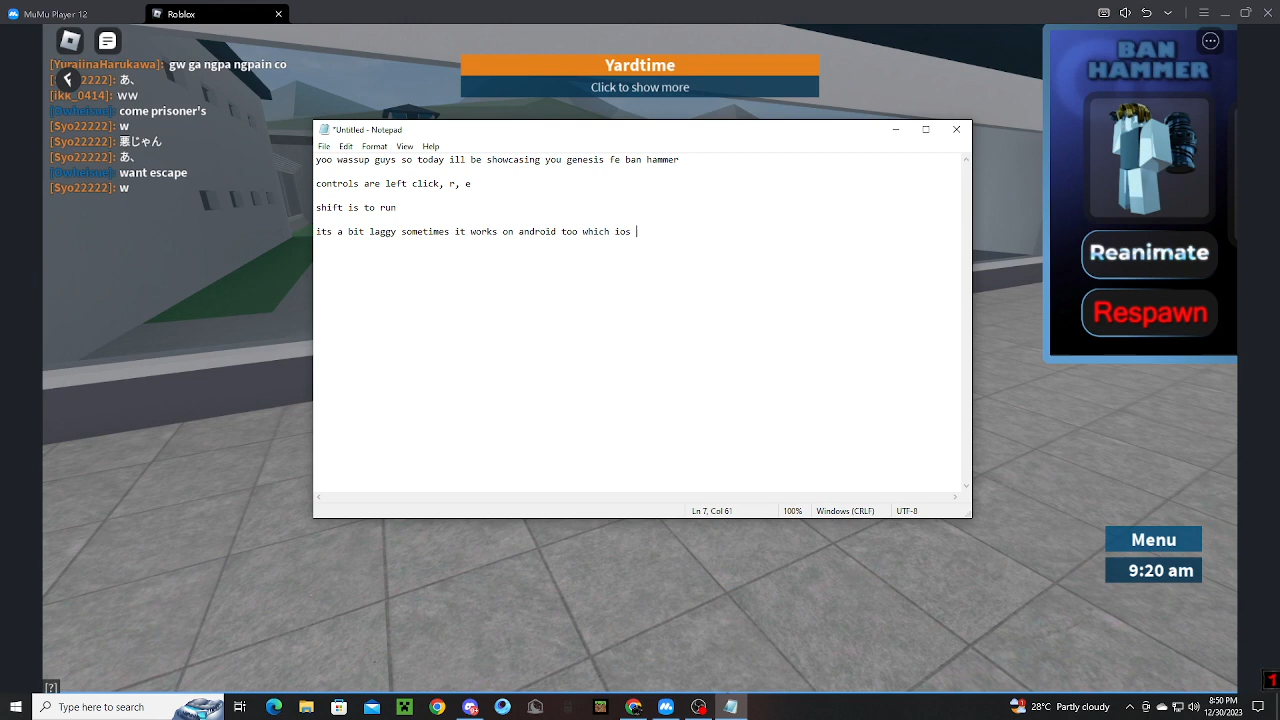 MuMu Player 12
Roblox
[YuraiinaHarukawa]: gw ga ngpa ngpain co
2222]: あ、
[ikk_0414]: ww
[Owheisue]: come prisoner's
[Syo22222]: w
[Syo22222]: 悪じゃん
[Syo22222]: あ、
[Owheisue]: want escape
[Syo22222]: w
Yardtime
Click to show more
*Untitled - Notepad
File Edit Format View Help
yoo wassup guys so today ill be showcasing you genesis fe ban hammer
controls are left click, r, e
shift is to run
its a bit laggy sometimes it works on android too which ios
Ln 7, Col 61 100% Windows (CRLF) UTF-8
BAN
HAMMER
Reanimate
Respawn
Menu
9:20 am
[?]
1
Type here to search
28°C Partly cloudy
8:50 PM
12/30/2023